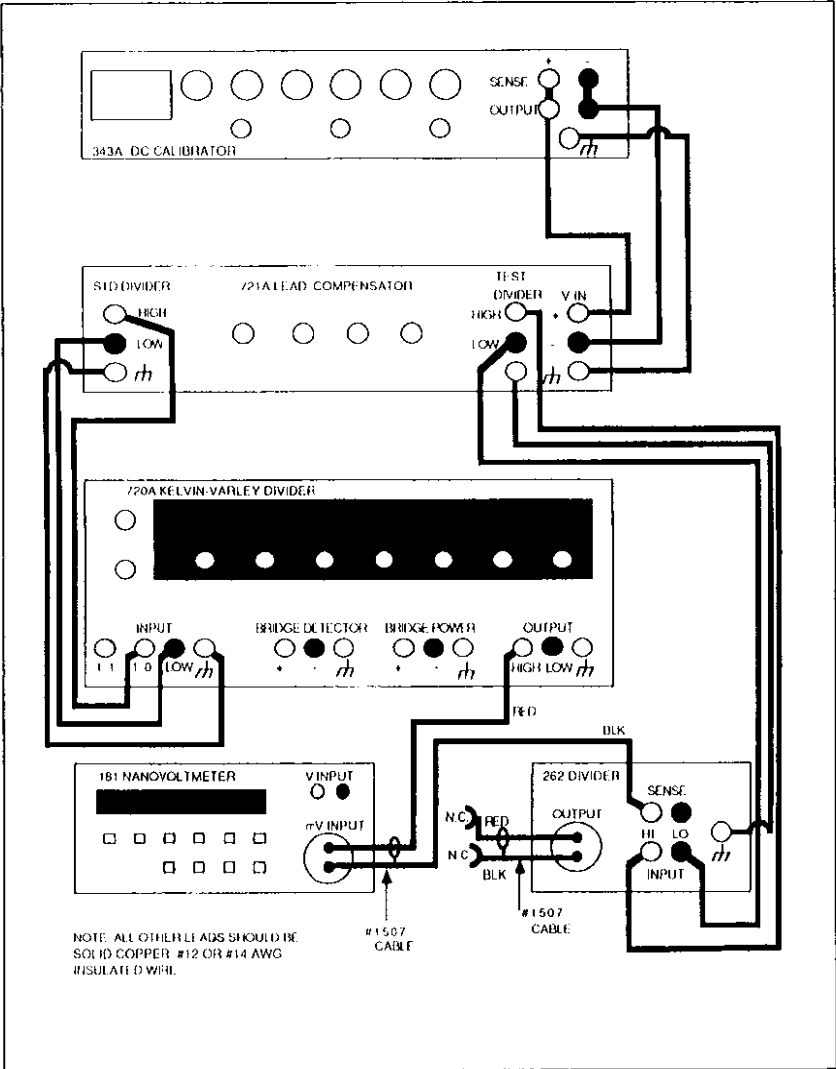 + -
SENSE
OUTPUT
343A DC CALIBRATOR
STD DIVIDER
721A LEAD COMPENSATOR
TEST
DIVIDER
V IN
HIGH
HIGH
+
LOW
LOW
-
720A KELVIN-VARLEY DIVIDER
INPUT
BRIDGE DETECTOR
BRIDGE POWER
OUTPUT
1 1
1 0
LOW
+ -
+ -
HIGH LOW
RED
BLK
181 NANOVOLTMETER
V INPUT
262 DIVIDER
SENSE
mV INPUT
N.C.
RED
OUTPUT
HI
LO
N C
BLK
INPUT
#1507
CABLE
#1507
CABLE
NOTE ALL OTHER LEADS SHOULD BE
SOLID COPPER #12 OR #14 AWG
INSULATED WIRE